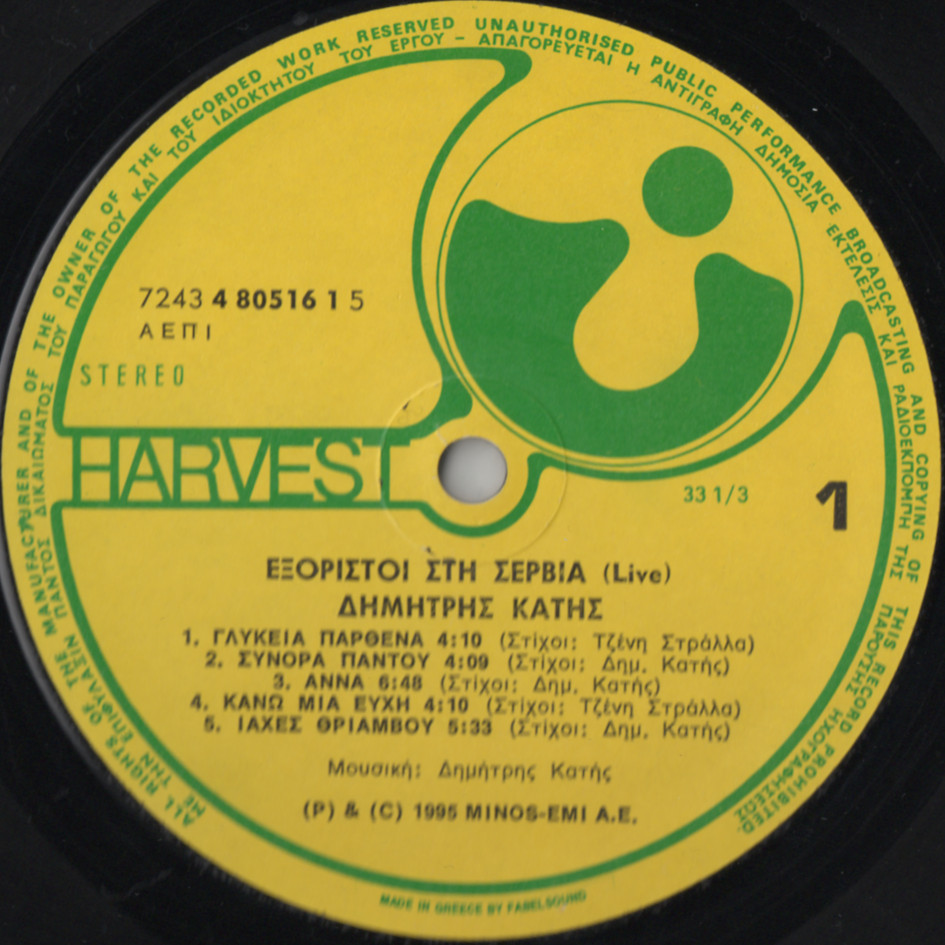 ALL RIGHTS OF THE MANUFACTURER AND OF THE OWNER OF THE RECORDED WORK RESERVED UNAUTHORISED PUBLIC PERFORMANCE BROADCASTING AND COPYING OF THIS RECORD PROHIBITED.
ΜΕ ΤΗΝ ΕΠΙΦΥΛΑΞΙΝ ΠΑΝΤΟΣ ΔΙΚΑΙΩΜΑΤΟΣ ΤΟΥ ΠΑΡΑΓΩΓΟΥ ΚΑΙ ΤΟΥ ΙΔΙΟΚΤΗΤΟΥ ΤΟΥ ΕΡΓΟΥ – ΑΠΑΓΟΡΕΥΕΤΑΙ Η ΑΝΤΙΓΡΑΦΗ ΔΗΜΟΣΙΑ ΕΚΤΕΛΕΣΙΣ ΚΑΙ ΡΑΔΙΟΕΚΠΟΜΠΗ ΤΗΣ ΠΑΡΟΥΣΗΣ ΗΧΟΓΡΑΦΗΣΕΩΣ
7243 4 80516 1 5
ΑΕΠΙ
STEREO
HARVEST
33 1/3
1
ΕΞΟΡΙΣΤΟΙ ΣΤΗ ΣΕΡΒΙΑ (Live)
ΔΗΜΗΤΡΗΣ ΚΑΤΗΣ
1. ΓΛΥΚΕΙΑ ΠΑΡΘΕΝΑ 4:10 (Στίχοι: Τζένη Στράλλα)
2. ΣΥΝΟΡΑ ΠΑΝΤΟΥ 4:09 (Στίχοι: Δημ. Κατής)
3. ΑΝΝΑ 6:48 (Στίχοι: Δημ. Κατής)
4. ΚΑΝΩ ΜΙΑ ΕΥΧΗ 4:10 (Στίχοι: Τζένη Στράλλα)
5. ΙΑΧΕΣ ΘΡΙΑΜΒΟΥ 5:33 (Στίχοι: Δημ. Κατής)
Μουσική: Δημήτρης Κατής
(P) & (C) 1995 MINOS-EMI A.E.
MADE IN GREECE BY FABELSOUND